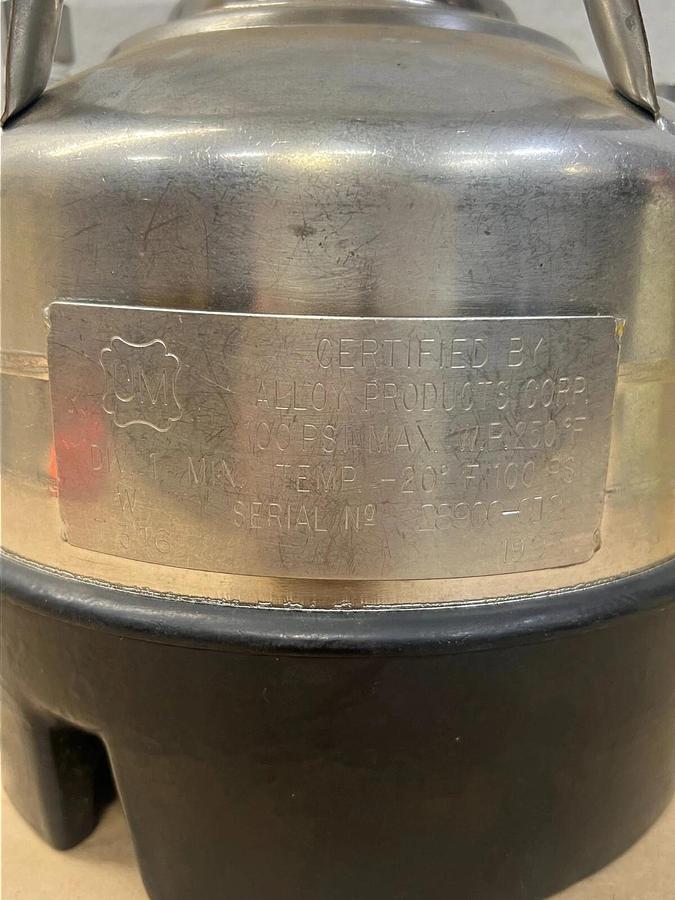 UM
CERTIFIED BY
ALLOY PRODUCTS CORP.
100 PSI MAX. W.P. 250°F
DIV. 1 MIN. TEMP. -20° F/100 PSI
W SERIAL Nº
316